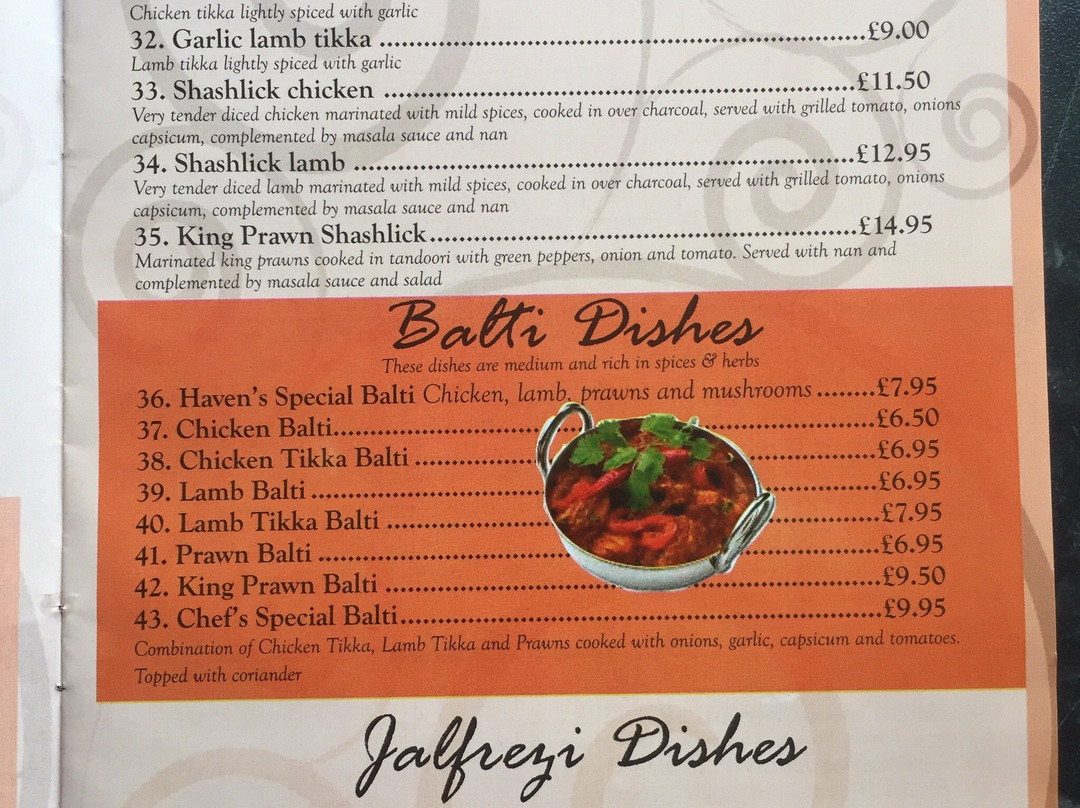 Chicken tikka lightly spiced with garlic
32. Garlic lamb tikka ........................................................................£9.00
Lamb tikka lightly spiced with garlic
33. Shashlick chicken ......................................................................£11.50
Very tender diced chicken marinated with mild spices, cooked in over charcoal, served with grilled tomato, onions
capsicum, complemented by masala sauce and nan
34. Shashlick lamb ..........................................................................£12.95
Very tender diced lamb marinated with mild spices, cooked in over charcoal, served with grilled tomato, onions
capsicum, complemented by masala sauce and nan
35. King Prawn Shashlick...............................................................£14.95
Marinated king prawns cooked in tandoori with green peppers, onion and tomato. Served with nan and
complemented by masala sauce and salad
Balti Dishes
These dishes are medium and rich in spices & herbs
36. Haven's Special Balti Chicken, lamb, prawns and mushrooms ........£7.95
37. Chicken Balti..............................................................................£6.50
38. Chicken Tikka Balti ..................................................................£6.95
39. Lamb Balti .................................................................................£6.95
40. Lamb Tikka Balti ......................................................................£7.95
41. Prawn Balti ................................................................................£6.95
42. King Prawn Balti .......................................................................£9.50
43. Chef's Special Balti.....................................................................£9.95
Combination of Chicken Tikka, Lamb Tikka and Prawns cooked with onions, garlic, capsicum and tomatoes.
Topped with coriander
Jalfrezi Dishes